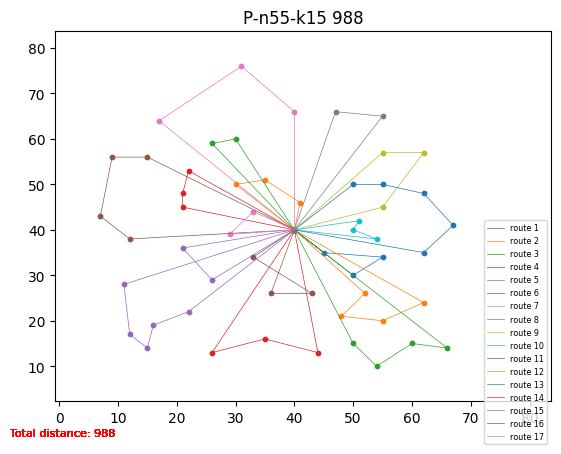 P-n55-k15 988
80
70
60
50
40
30
20
10
0 10 20 30 40 50 60 70 80
route 1
route 2
route 3
route 4
route 5
route 6
route 7
route 8
route 9
route 10
route 11
route 12
route 13
route 14
route 15
route 16
route 17
Total distance: